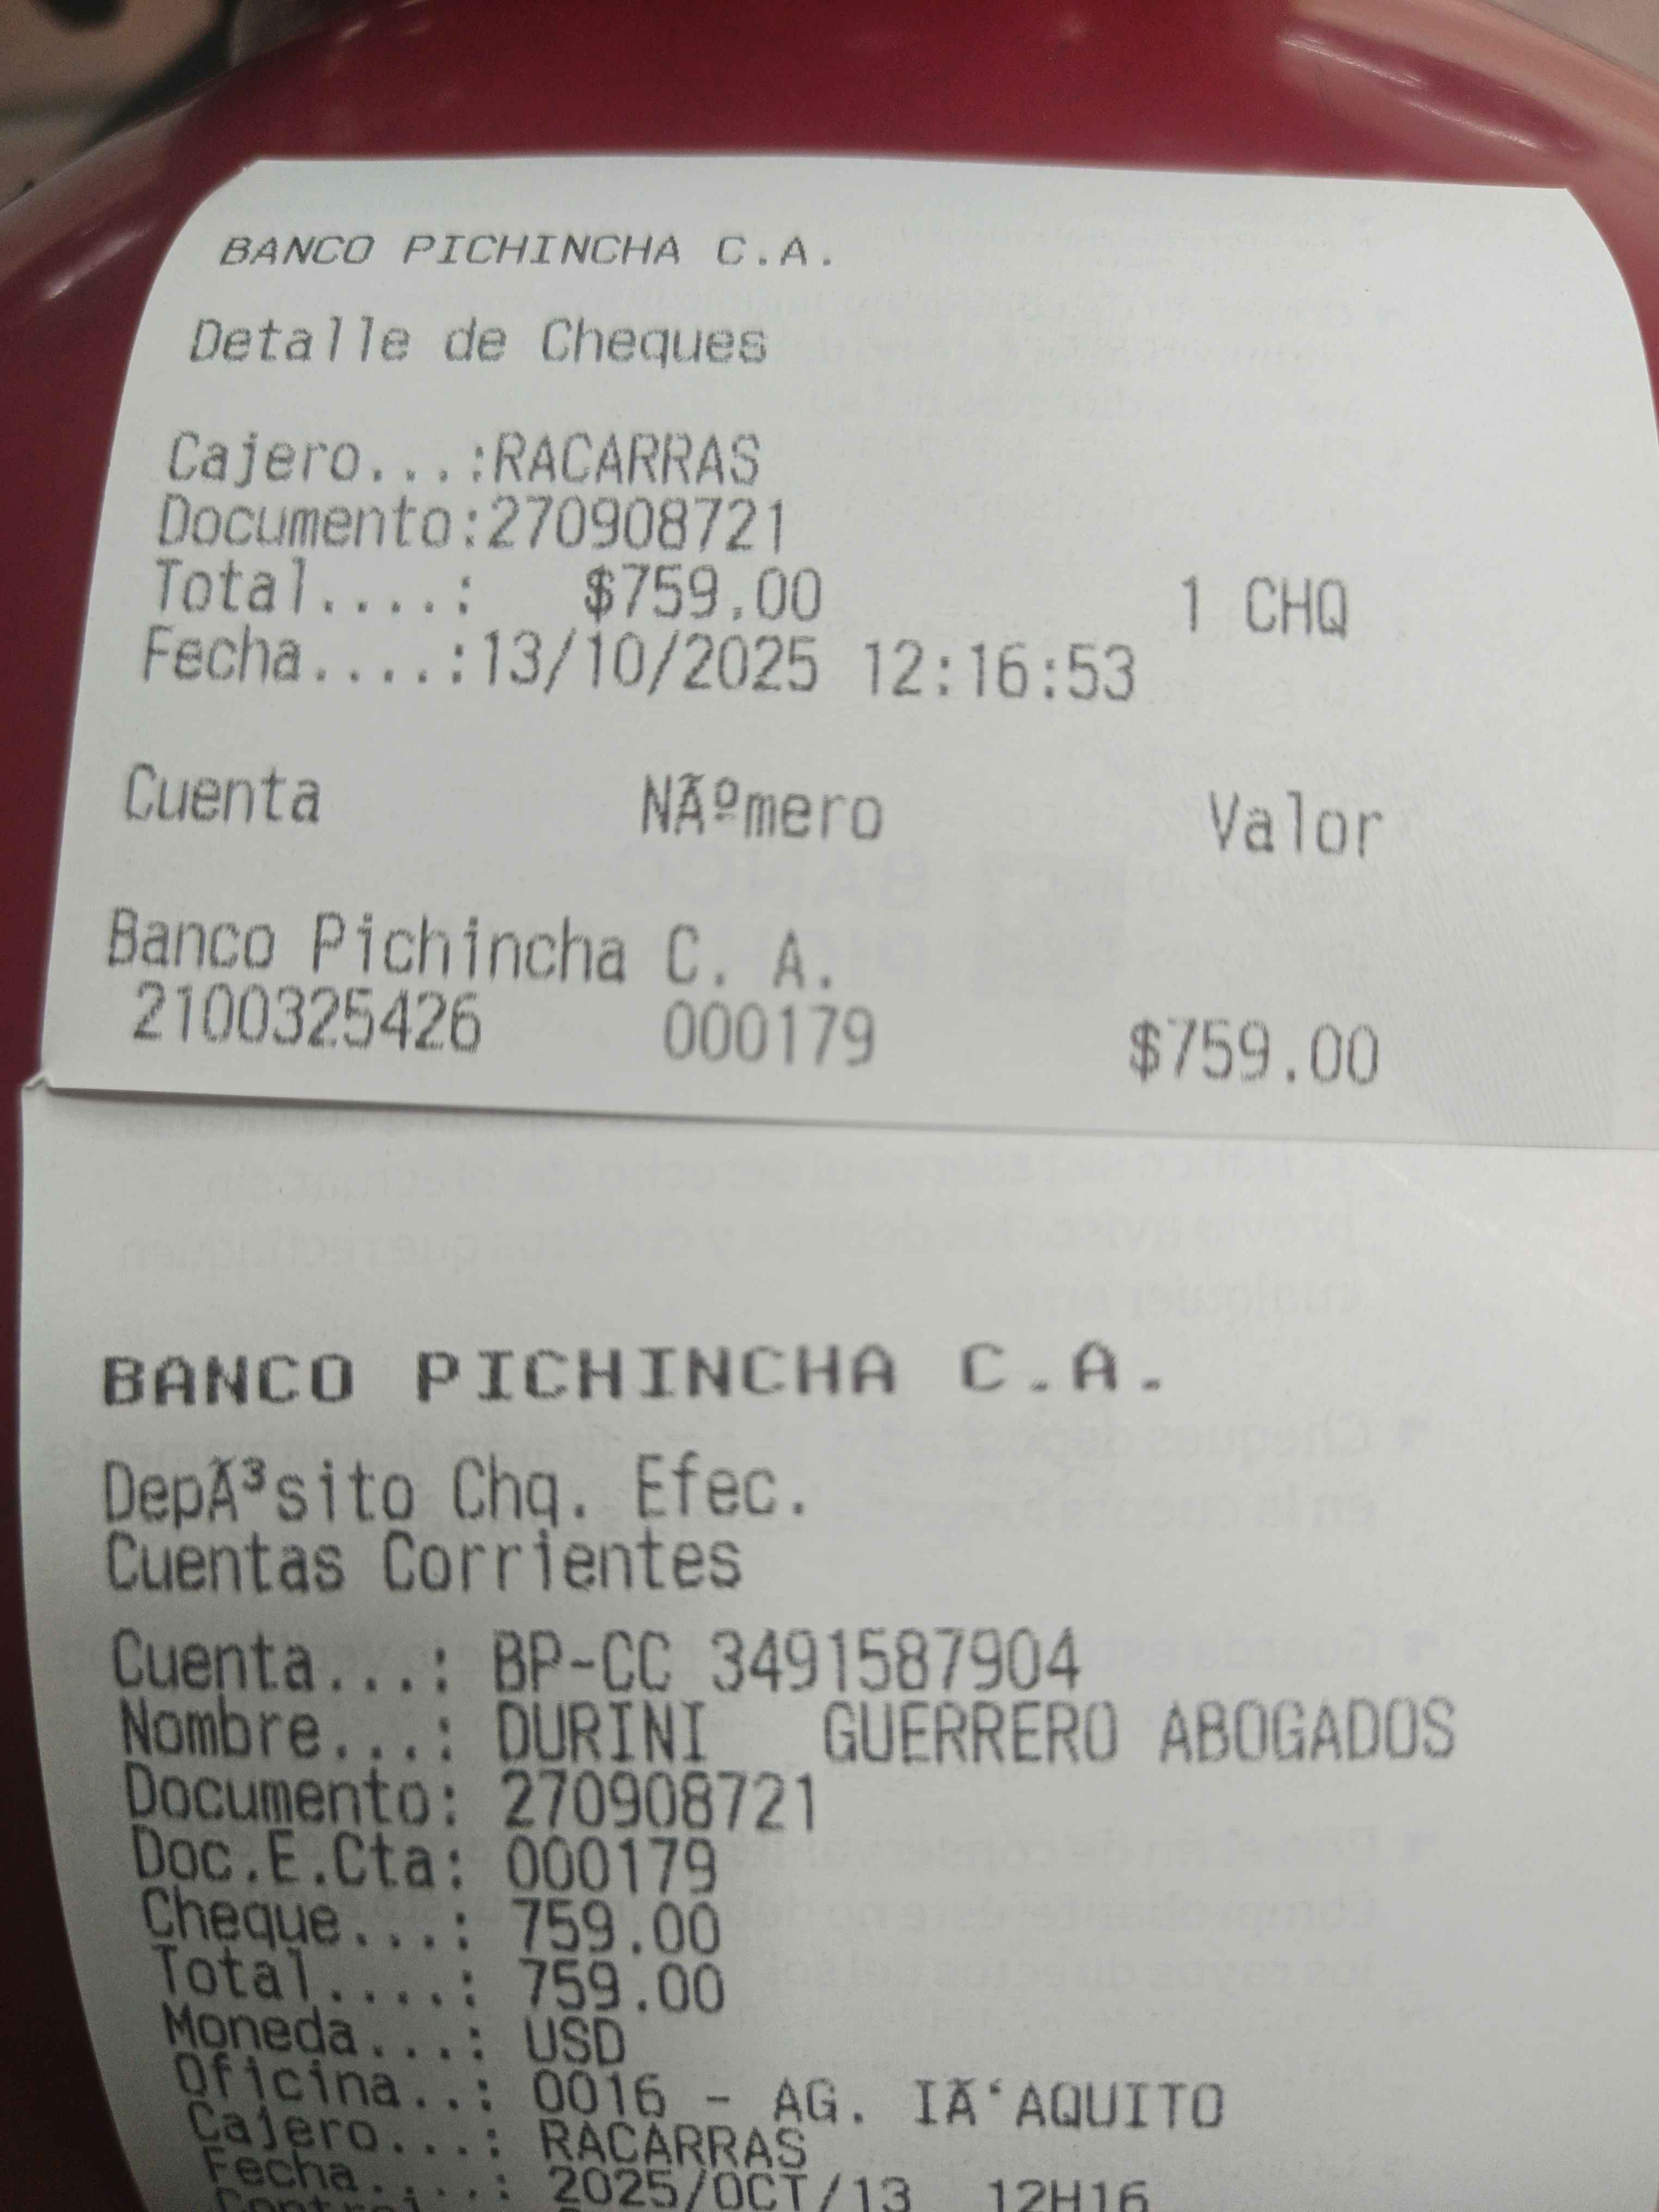 BANCO PICHINCHA C.A.
Detalle de Cheques
Cajero...:RACARRAS
Documento:270908721
Total....: $759.00 1 CHQ
Fecha....:13/10/2025 12:16:53
Cuenta NÃºmero Valor
Banco Pichincha C. A.
2100325426 000179 $759.00
BANCO PICHINCHA C.A.
DepÃ³sito Chq. Efec.
Cuentas Corrientes
Cuenta...: BP-CC 3491587904
Nombre...: DURINI GUERRERO ABOGADOS
Documento: 270908721
Doc.E.Cta: 000179
Cheque...: 759.00
Total....: 759.00
Moneda...: USD
Oficina..: 0016 - AG. IÃ‘AQUITO
Cajero...: RACARRAS
Fecha....: 2025/OCT/13 12H16